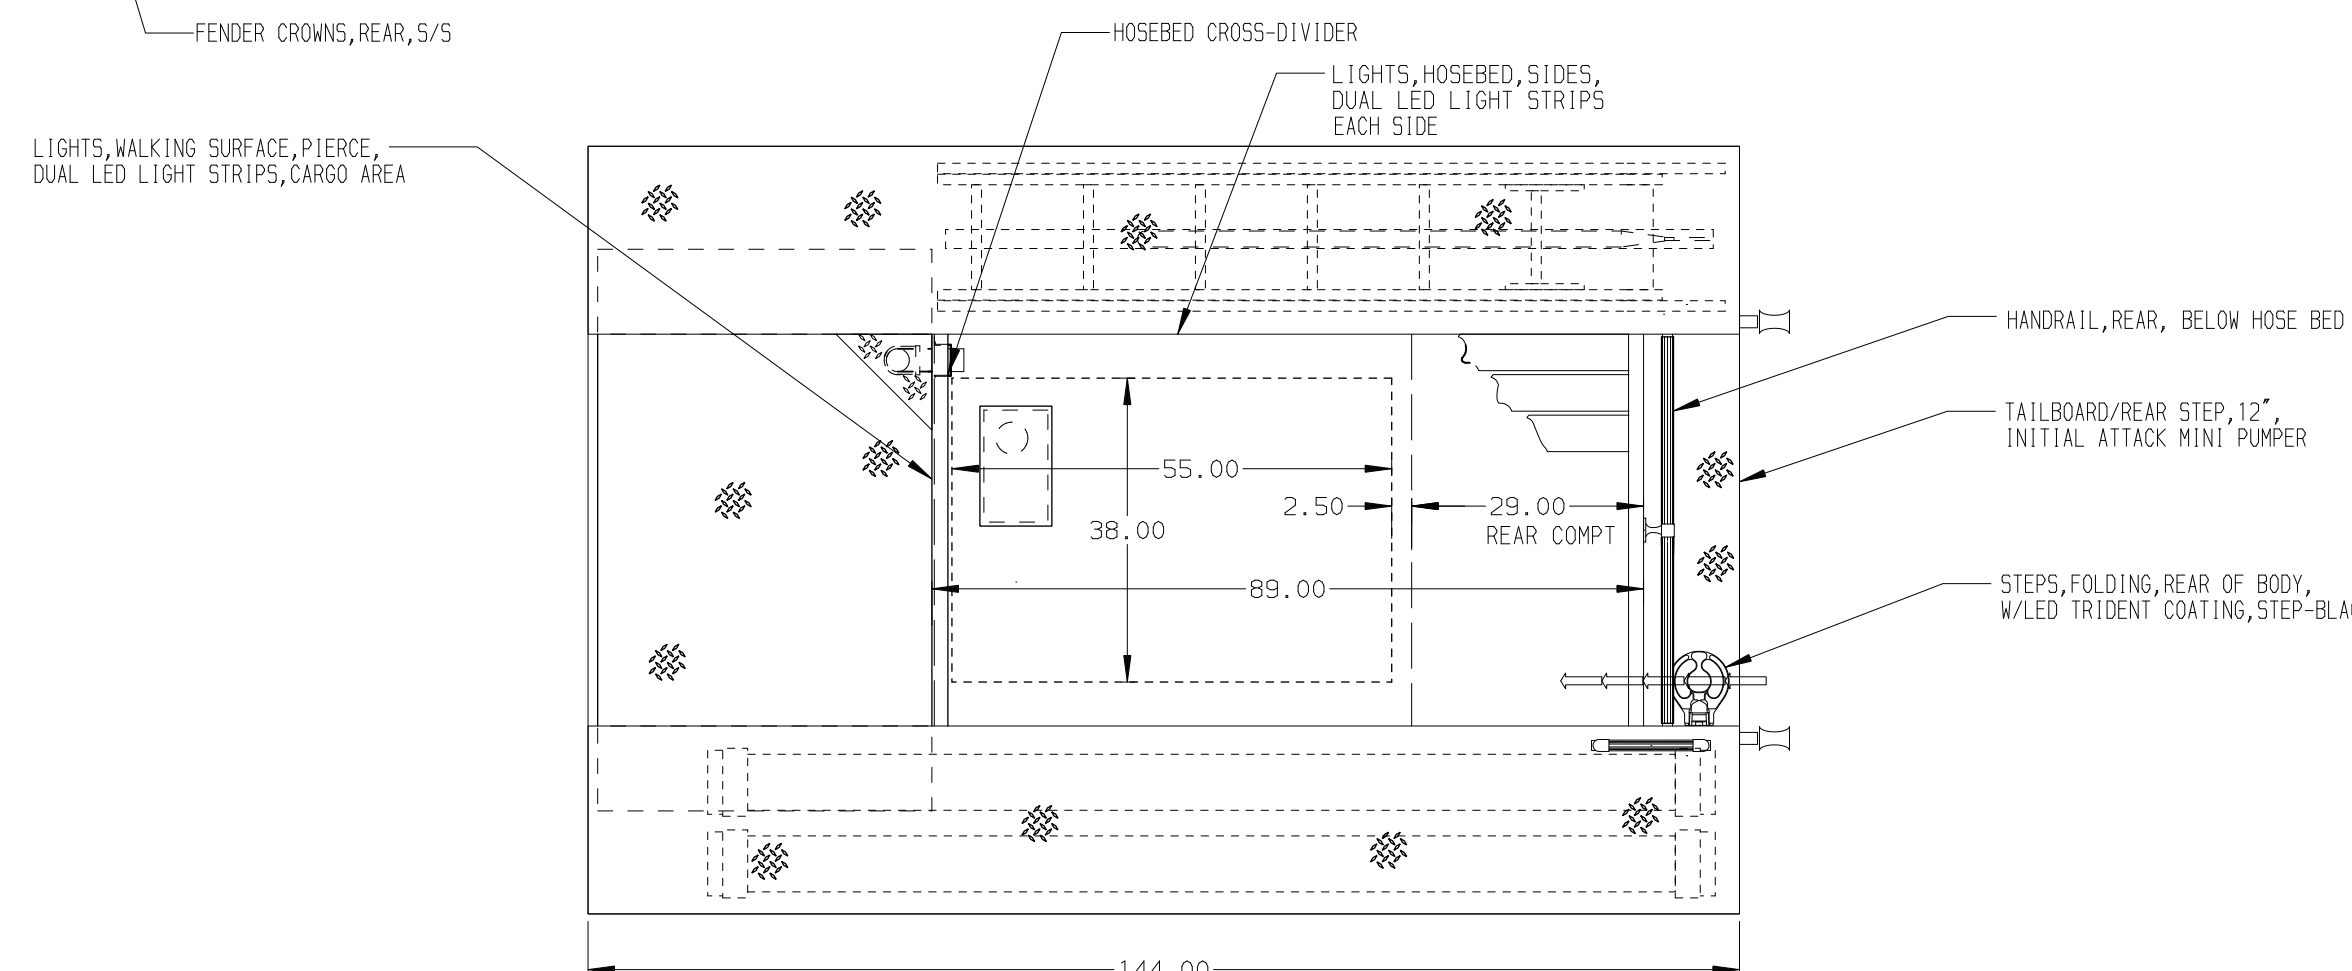 FENDER CROWNS,REAR,S/S
HOSEBED CROSS-DIVIDER
LIGHTS,HOSEBED,SIDES,
DUAL LED LIGHT STRIPS
EACH SIDE
LIGHTS,WALKING SURFACE,PIERCE,
DUAL LED LIGHT STRIPS,CARGO AREA
HANDRAIL,REAR, BELOW HOSE BED
TAILBOARD/REAR STEP,12",
INITIAL ATTACK MINI PUMPER
55.00
2.50
29.00
38.00
REAR COMPT
89.00
STEPS,FOLDING,REAR OF BODY,
W/LED TRIDENT COATING,STEP-BLA
144.00